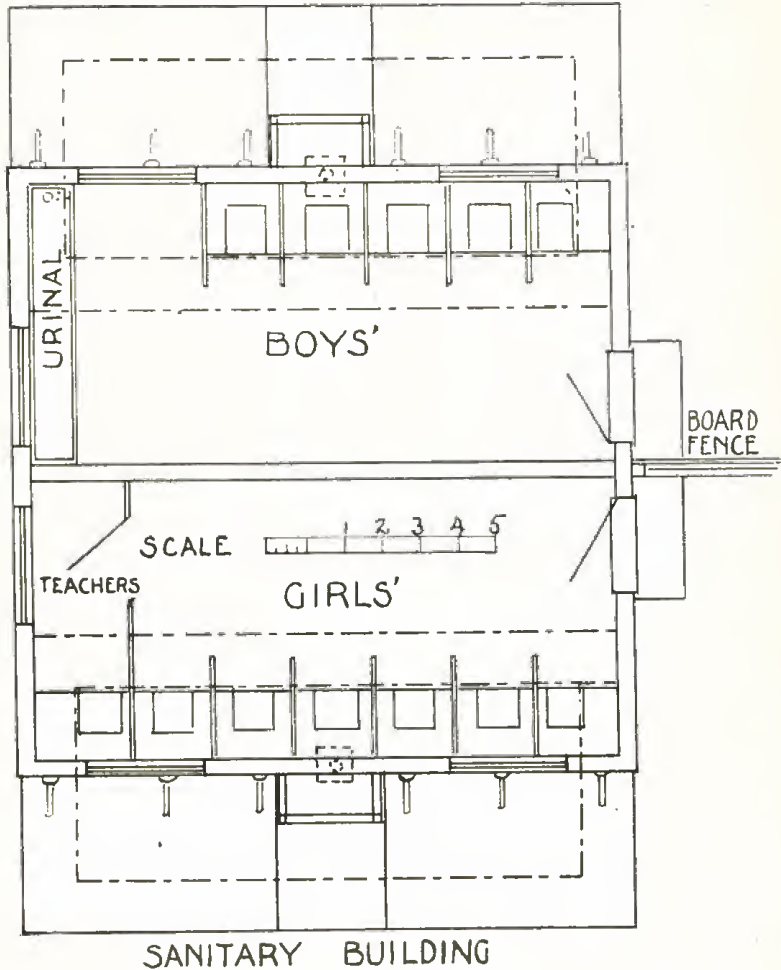 URINAL
BOYS'
BOARD
FENCE
SCALE 1 2 3 4 5
TEACHERS
GIRLS'
SANITARY BUILDING